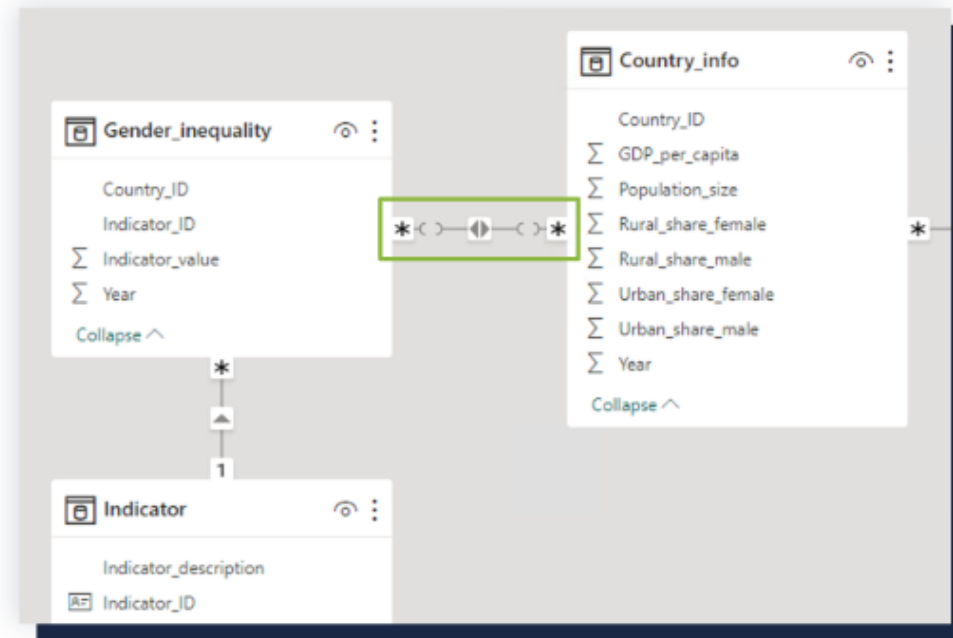 Gender_inequality
Country_ID
Indicator_ID
∑ Indicator_value
∑ Year
Collapse
*
1
Indicator
Indicator_description
Indicator_ID
* *
Country_info
Country_ID
∑ GDP_per_capita
∑ Population_size
∑ Rural_share_female
∑ Rural_share_male
∑ Urban_share_female
∑ Urban_share_male
∑ Year
Collapse
*